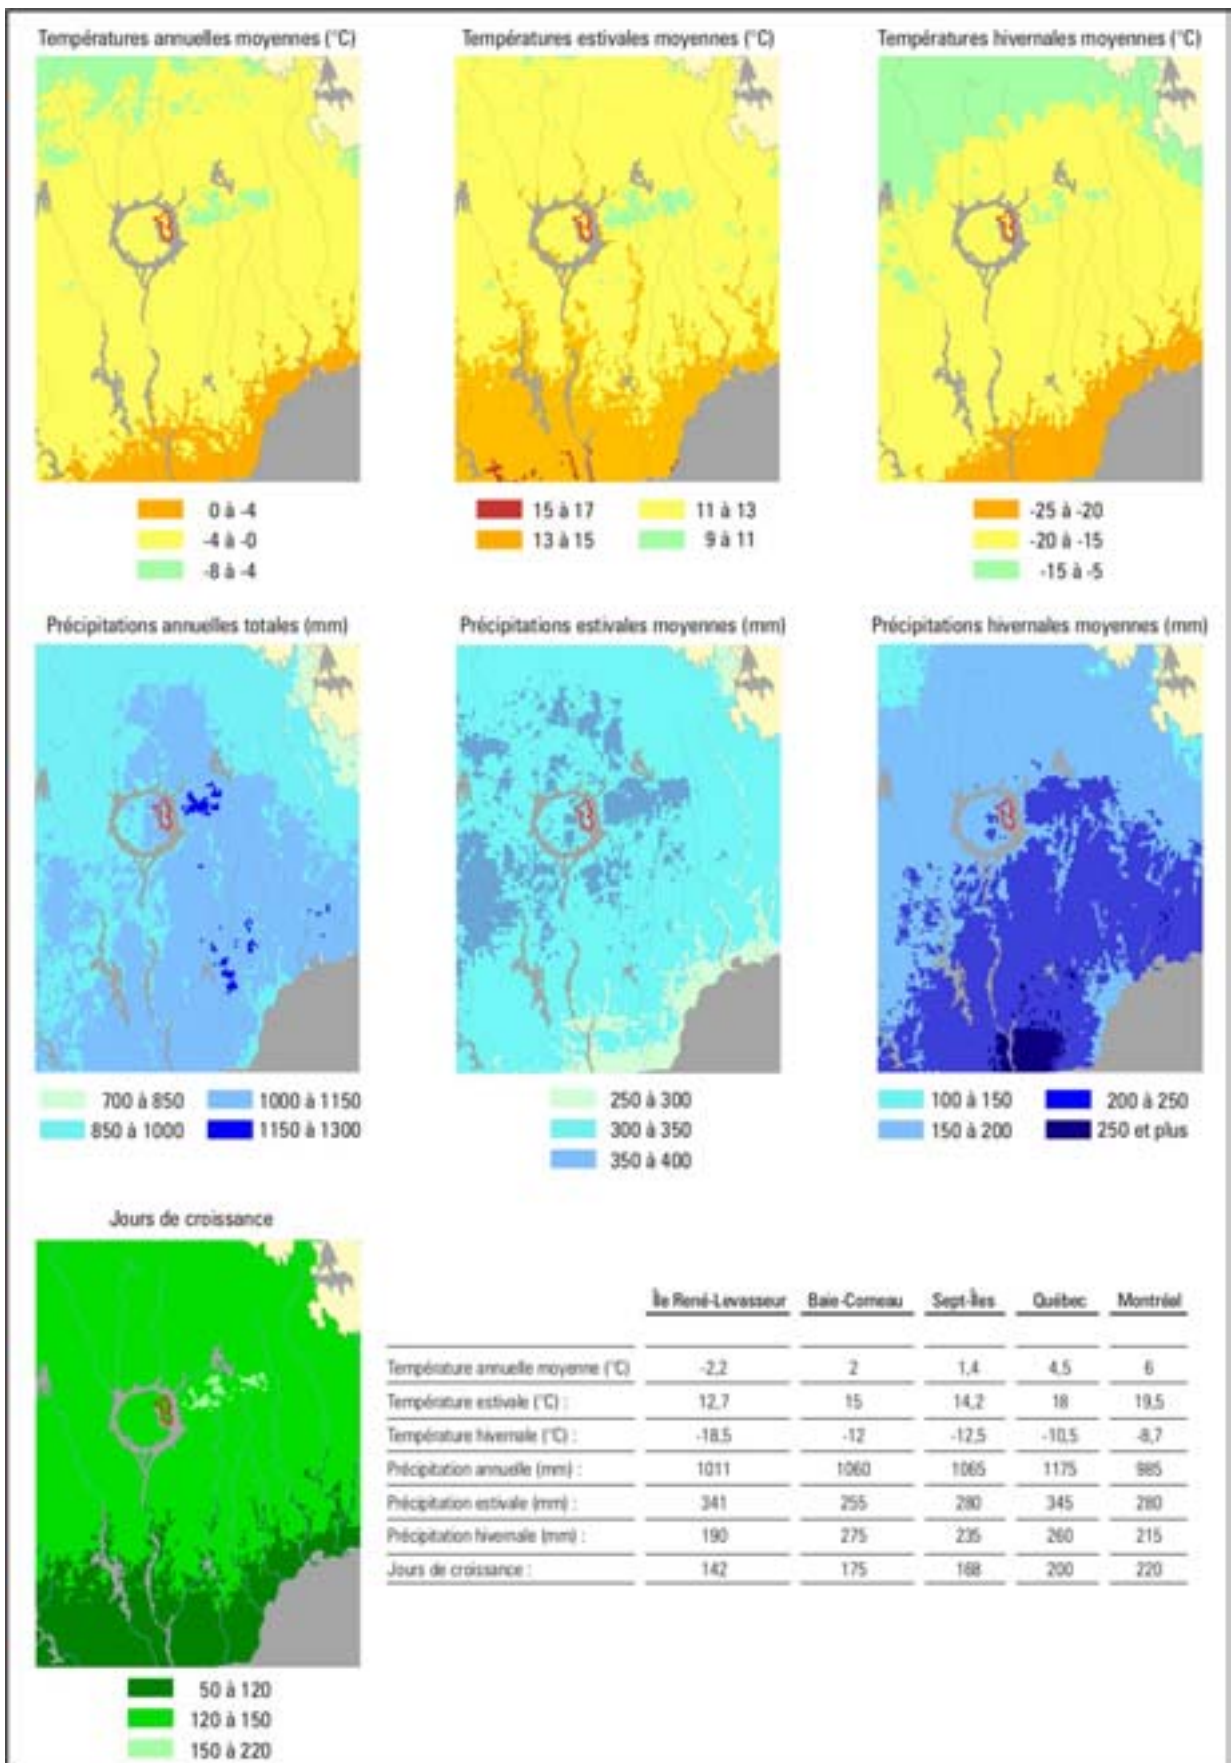 Températures annuelles moyennes (°C)
Températures estivales moyennes (°C)
Températures hivernales moyennes (°C)
0 à -4
-4 à -0
-8 à -4
15 à 17
13 à 15
11 à 13
9 à 11
-25 à -20
-20 à -15
-15 à -5
Précipitations annuelles totales (mm)
Précipitations estivales moyennes (mm)
Précipitations hivernales moyennes (mm)
700 à 850
850 à 1000
1000 à 1150
1150 à 1300
250 à 300
300 à 350
350 à 400
100 à 150
150 à 200
200 à 250
250 et plus
Jours de croissance
50 à 120
120 à 150
150 à 220
Île René-Levasseur Baie-Comeau Sept-Îles Québec Montréal
Température annuelle moyenne (°C) -2,2 2 1,4 4,5 6
Température estivale (°C) : 12,7 15 14,2 18 19,5
Température hivernale (°C) : -18,5 -12 -12,5 -10,5 -8,7
Précipitation annuelle (mm) : 1011 1060 1065 1175 985
Précipitation estivale (mm) : 341 255 280 345 280
Précipitation hivernale (mm) : 190 275 235 260 215
Jours de croissance : 142 175 168 200 220